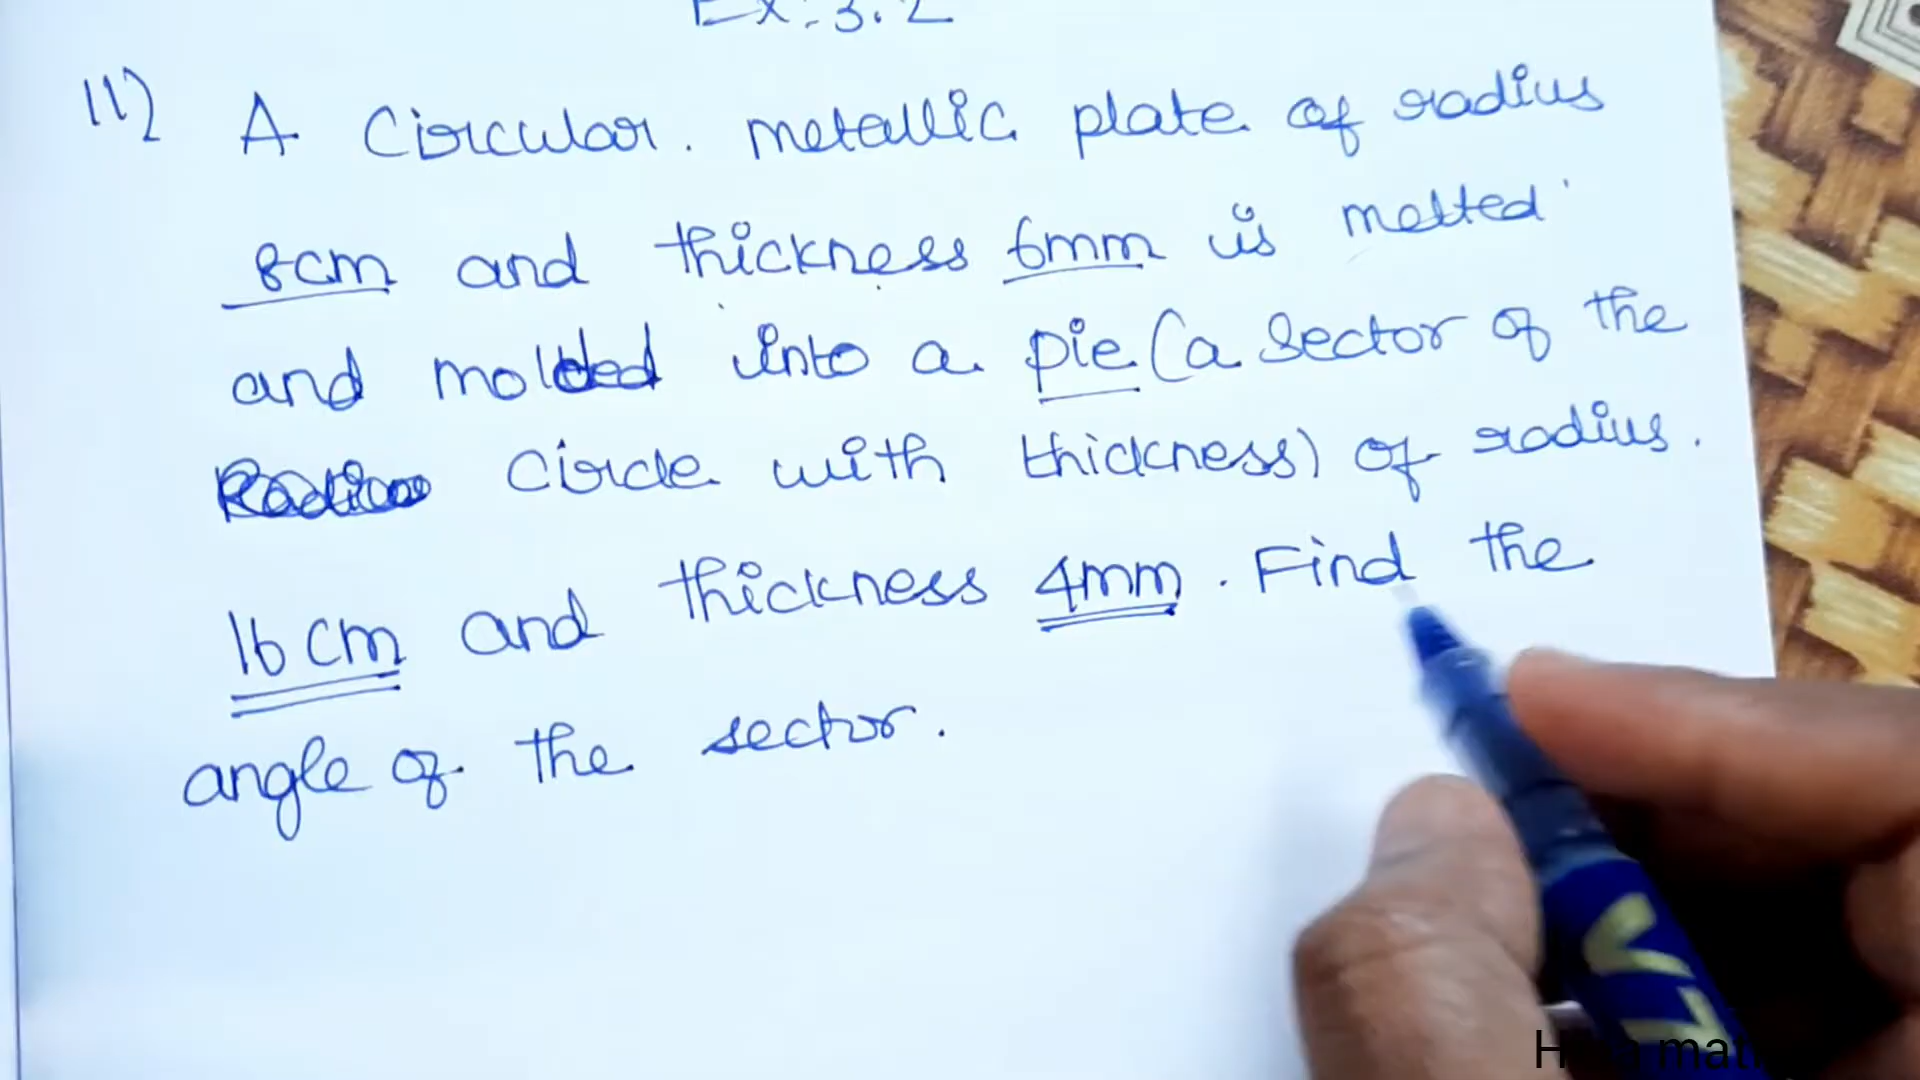 Ex: 3.2
11) A Circular. metallic plate of radius
8cm and thickness 6mm is melted
and molded into a pie (a Sector of the
Circle with thickness) of radius.
16 cm and thickness 4mm. Find the
angle of the sector.
V7